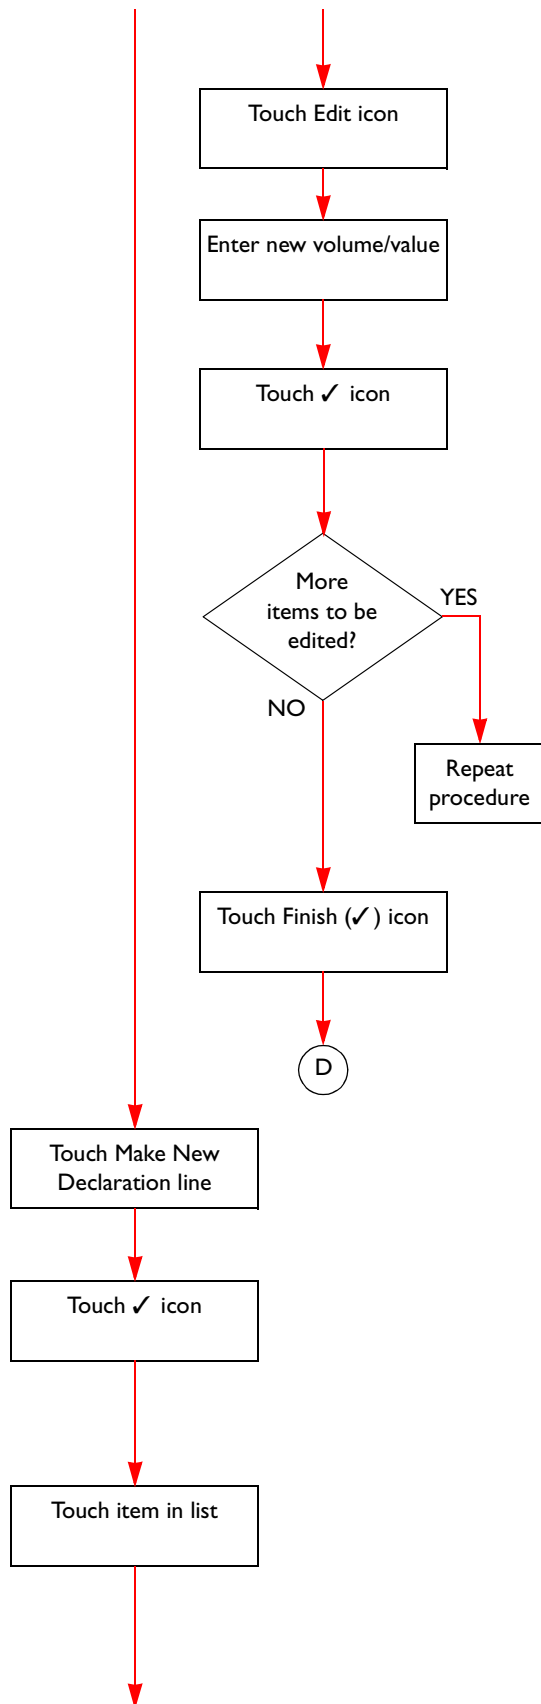 Touch Edit icon
Enter new volume/value
Touch ✓ icon
More
items to be
edited?
YES
NO
Repeat
procedure
Touch Finish (✓) icon
D
Touch Make New
Declaration line
Touch ✓ icon
Touch item in list